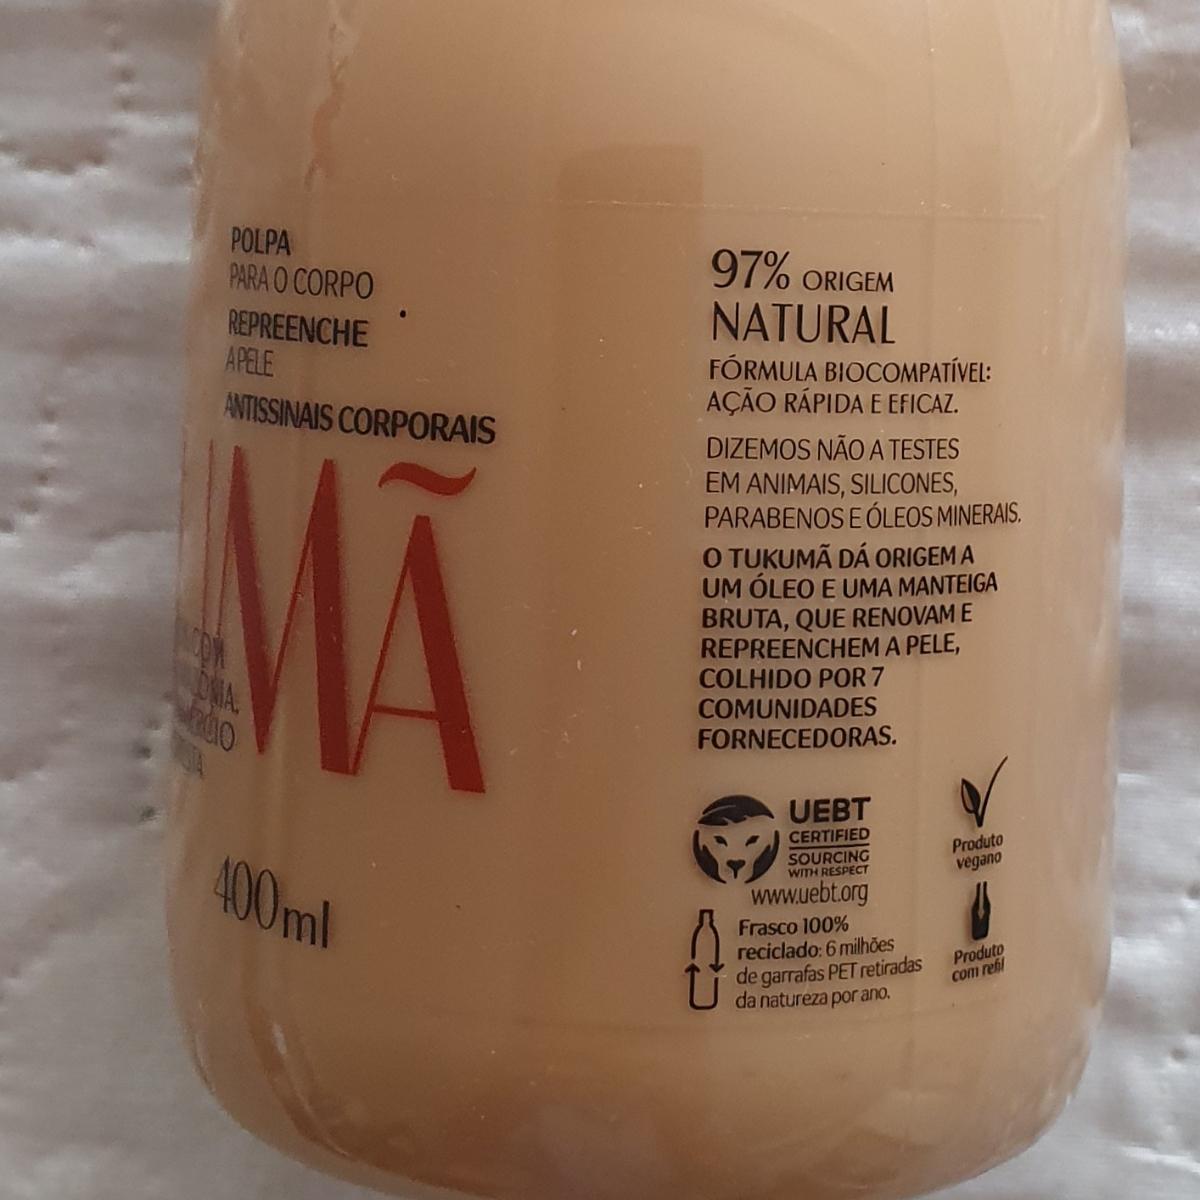 POLPA
PARA O CORPO
REPREENCHE
A PELE
ANTISSINAIS CORPORAIS
UMÃ
400ml
97% ORIGEM
NATURAL
FÓRMULA BIOCOMPATÍVEL:
AÇÃO RÁPIDA E EFICAZ.
DIZEMOS NÃO A TESTES
EM ANIMAIS, SILICONES,
PARABENOS E ÓLEOS MINERAIS.
O TUKUMÃ DÁ ORIGEM A
UM ÓLEO E UMA MANTEIGA
BRUTA, QUE RENOVAM E
REPREENCHEM A PELE,
COLHIDO POR 7
COMUNIDADES
FORNECEDORAS.
UEBT
CERTIFIED
SOURCING
WITH RESPECT
www.uebt.org
Frasco 100%
reciclado: 6 milhões
de garrafas PET retiradas
da natureza por ano.
Produto
vegano
Produto
com refil